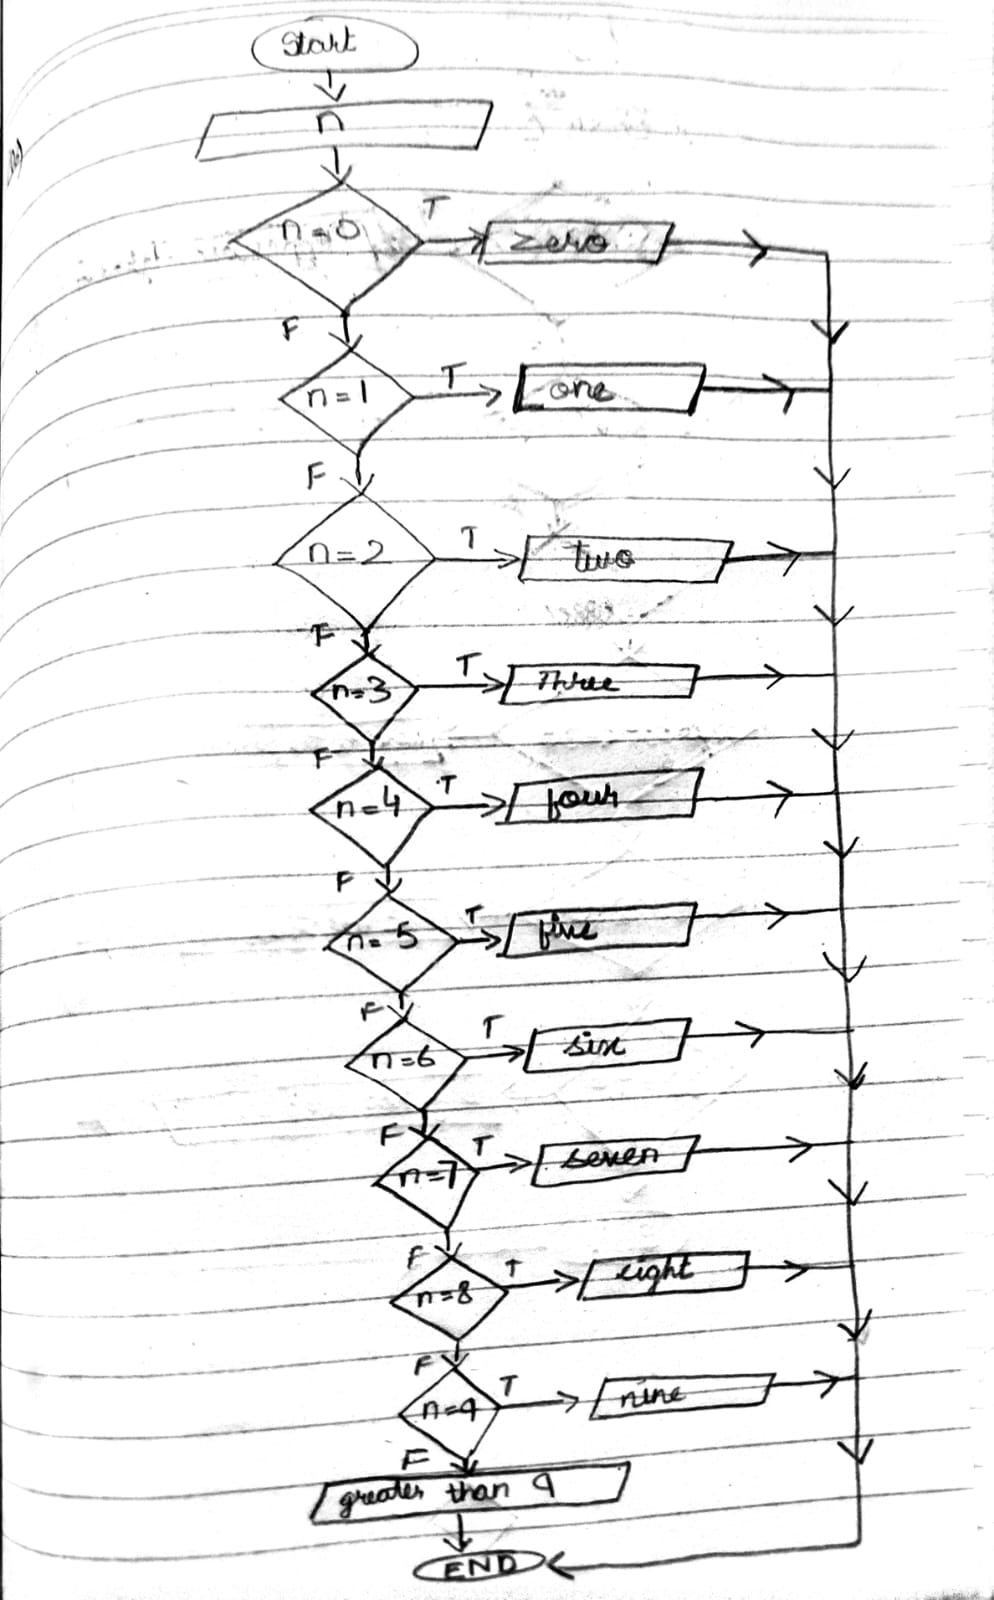 Start
n
n=0 T zero
F
n=1 T one
F
n=2 T two
F
n=3 T Three
F
n=4 T four
F
n=5 T five
F
n=6 T six
F
n=7 T seven
F
n=8 T eight
F
n=9 T nine
F
greater than 9
END